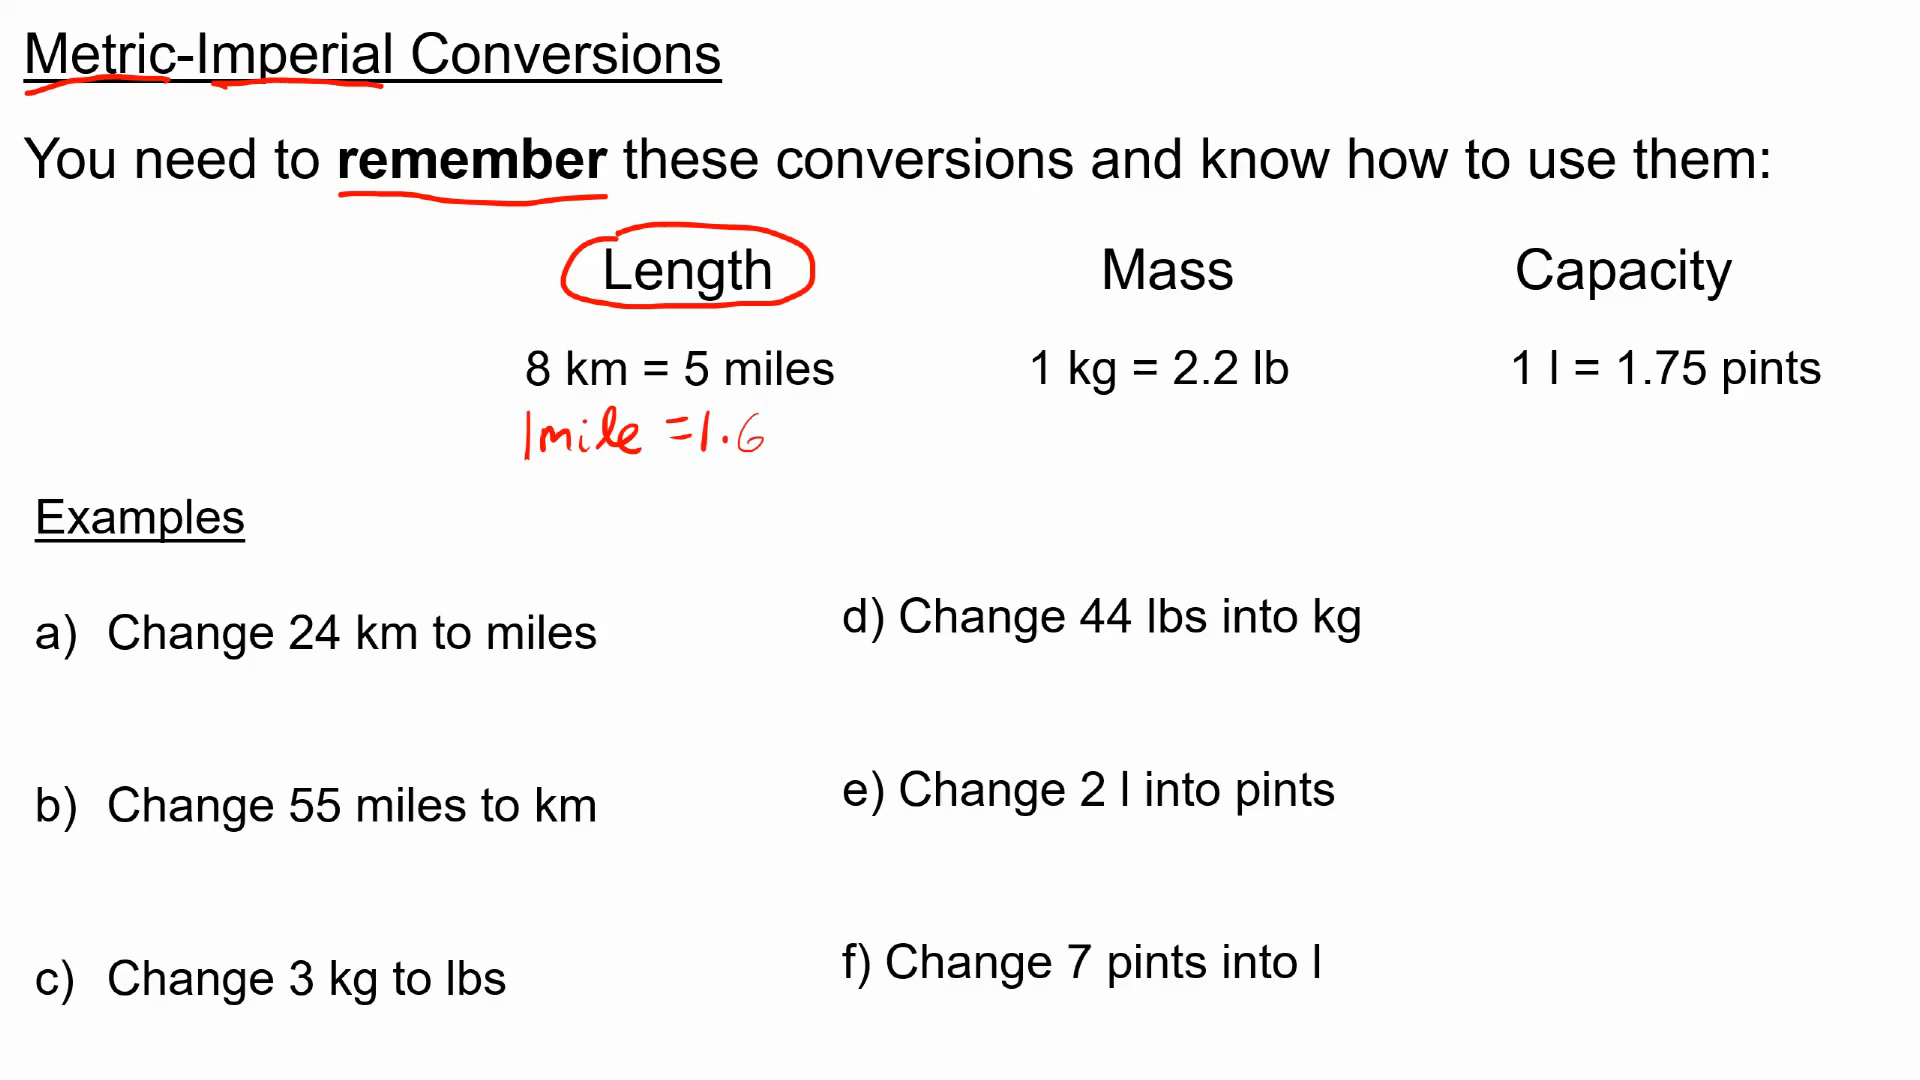 Metric-Imperial Conversions
You need to remember these conversions and know how to use them:
Length Mass Capacity
8 km = 5 miles 1 kg = 2.2 lb 1 l = 1.75 pints
1 mile = 1.6
Examples
a) Change 24 km to miles
b) Change 55 miles to km
c) Change 3 kg to lbs
d) Change 44 lbs into kg
e) Change 2 l into pints
f) Change 7 pints into l